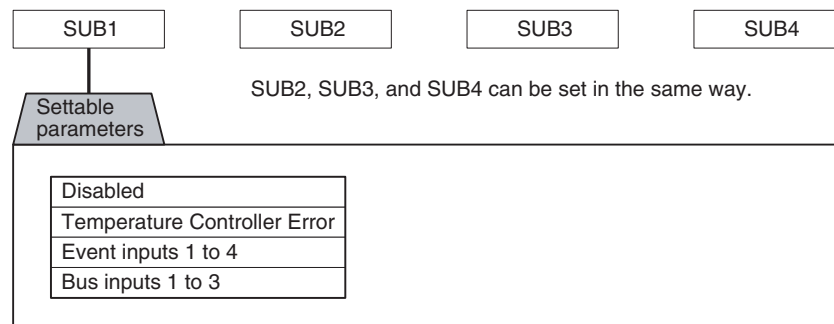 SUB1 SUB2 SUB3 SUB4
SUB2, SUB3, and SUB4 can be set in the same way.
Settable
parameters
Disabled
Temperature Controller Error
Event inputs 1 to 4
Bus inputs 1 to 3